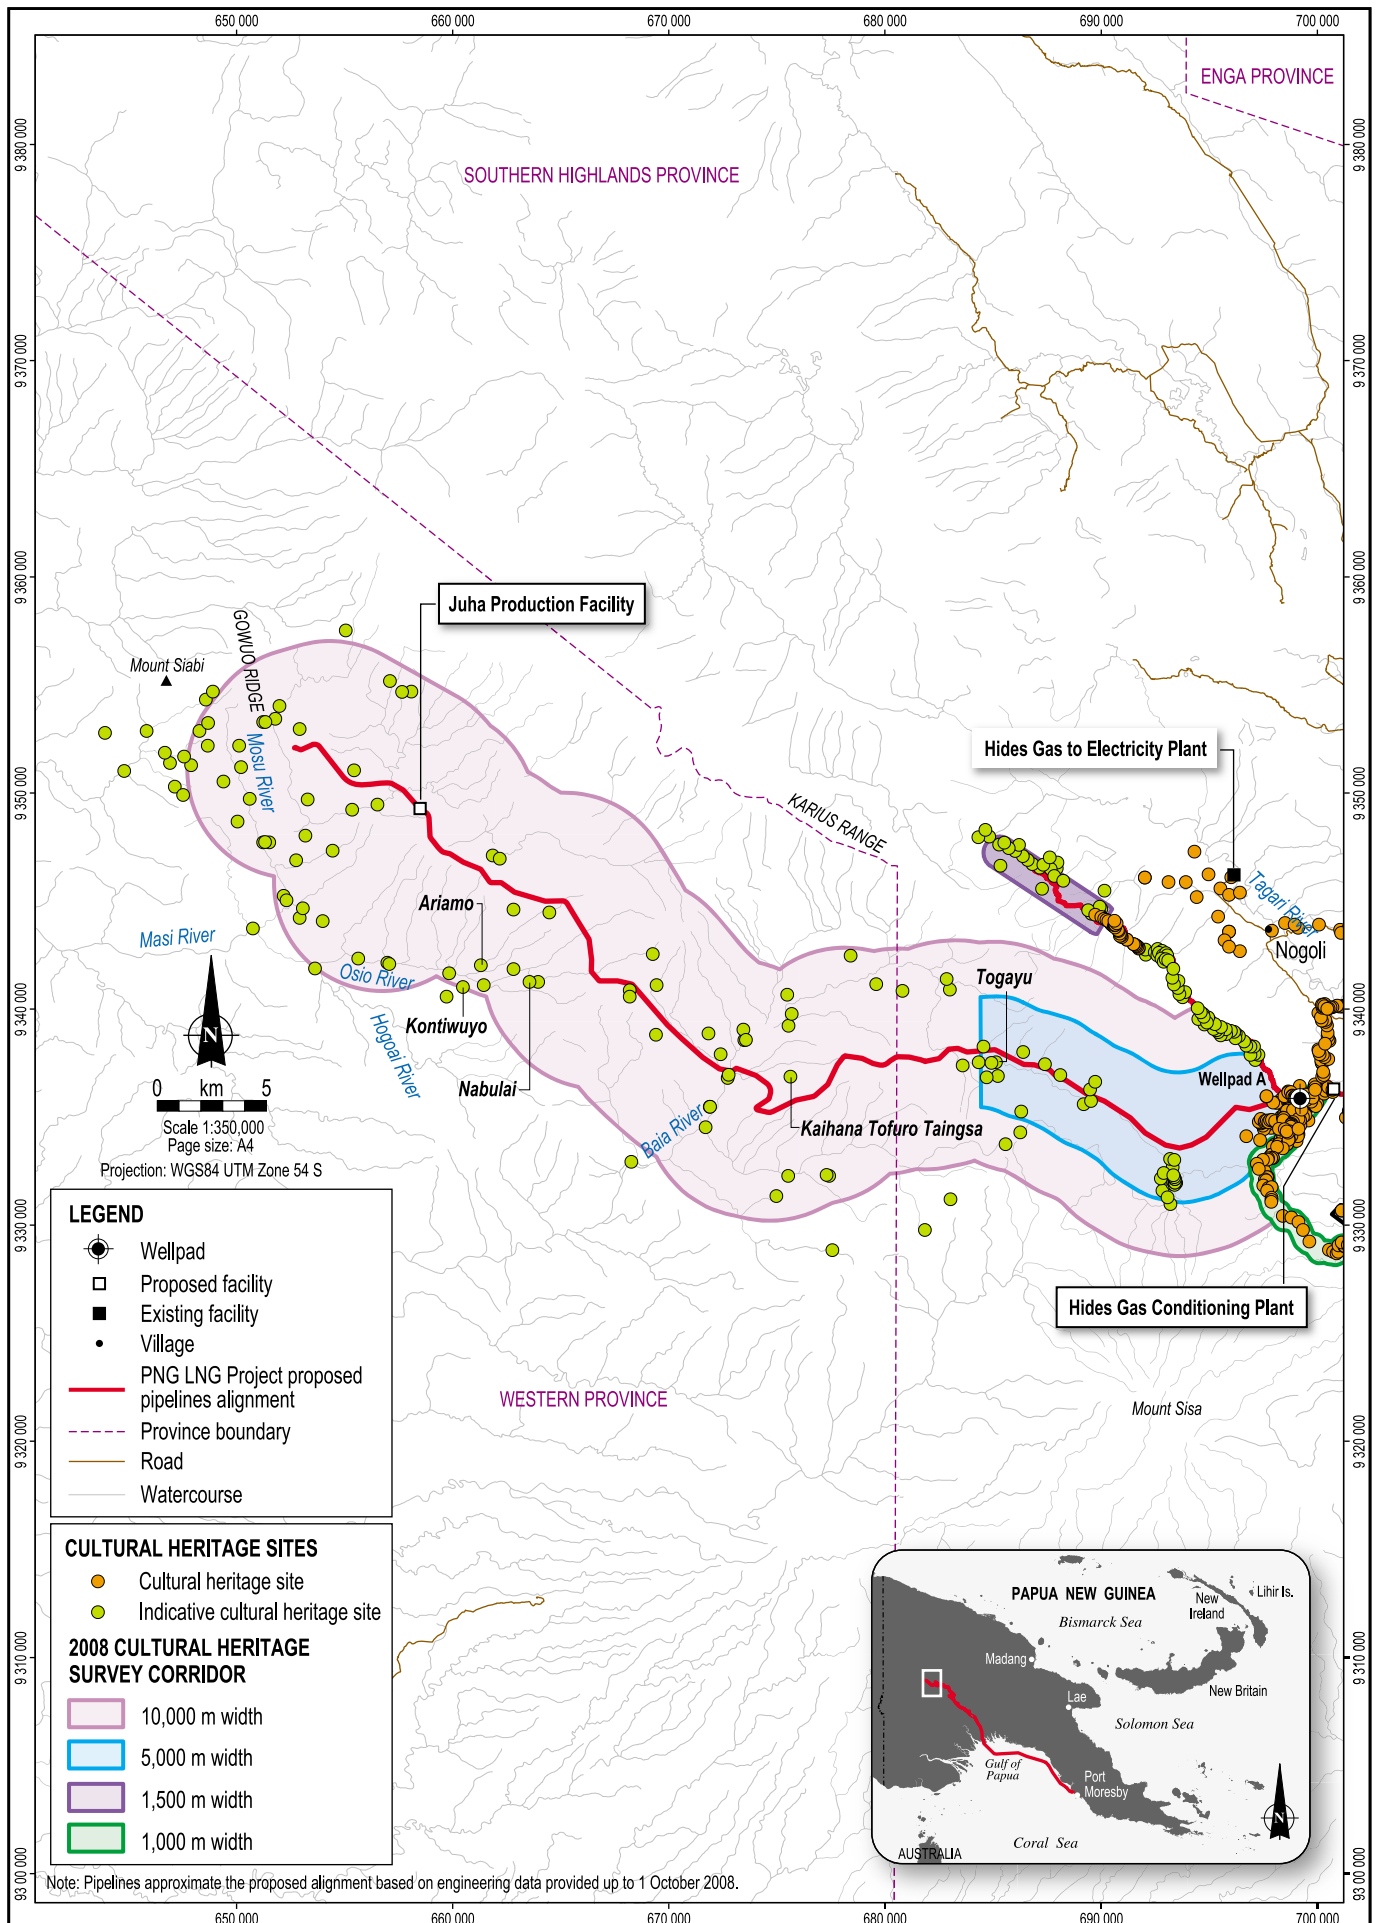 650 000
660 000
670 000
680 000
690 000
700 000
ENGA PROVINCE
9 380 000
9 380 000
SOUTHERN HIGHLANDS PROVINCE
9 370 000
9 370 000
9 360 000
9 360 000
Juha Production Facility
GOWUO RIDGE
Mount Siabi
Mosu River
Hides Gas to Electricity Plant
9 350 000
9 350 000
KARIUS RANGE
Tagari River
Ariamo
Masi River
Nogoli
Osio River
Togayu
9 340 000
9 340 000
Kontiwuyo
Hogoai River
N
Nabulai
Wellpad A
0 km 5
Scale 1:350,000
Page size: A4
Projection: WGS84 UTM Zone 54 S
Baia River
Kaihana Tofuro Taingsa
9 330 000
9 330 000
Hides Gas Conditioning Plant
LEGEND
Wellpad
Proposed facility
Existing facility
Village
PNG LNG Project proposed
pipelines alignment
Province boundary
Road
Watercourse
WESTERN PROVINCE
Mount Sisa
9 320 000
9 320 000
CULTURAL HERITAGE SITES
Cultural heritage site
Indicative cultural heritage site
2008 CULTURAL HERITAGE
SURVEY CORRIDOR
10,000 m width
5,000 m width
1,500 m width
1,000 m width
9 310 000
9 310 000
PAPUA NEW GUINEA
Lihir Is.
New
Ireland
Bismarck Sea
Madang
New Britain
Lae
Solomon Sea
Gulf of
Papua
Port
Moresby
N
Coral Sea
AUSTRALIA
9 300 000
9 300 000
Note: Pipelines approximate the proposed alignment based on engineering data provided up to 1 October 2008.
650 000
660 000
670 000
680 000
690 000
700 000